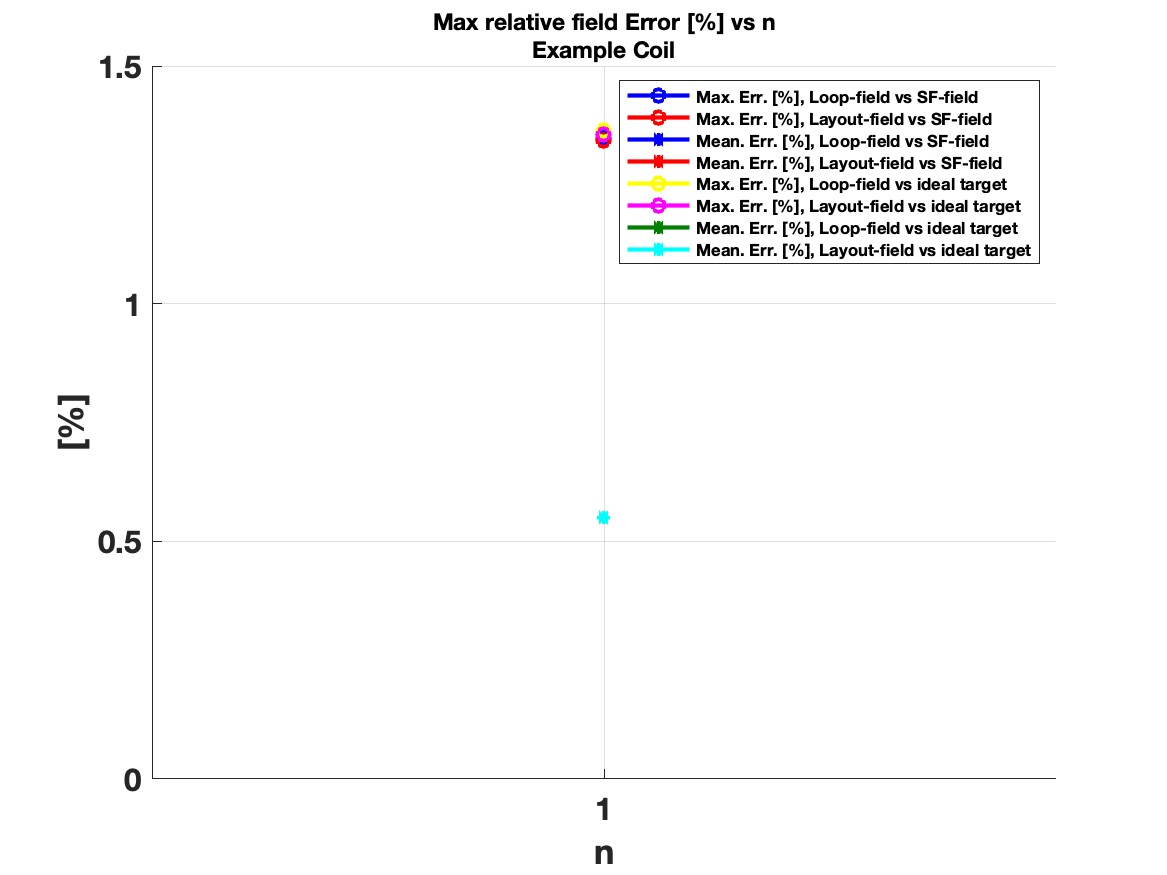 Max relative field Error [%] vs n
Example Coil
1.5
Max. Err. [%], Loop-field vs SF-field
Max. Err. [%], Layout-field vs SF-field
Mean. Err. [%], Loop-field vs SF-field
Mean. Err. [%], Layout-field vs SF-field
Max. Err. [%], Loop-field vs ideal target
Max. Err. [%], Layout-field vs ideal target
Mean. Err. [%], Loop-field vs ideal target
Mean. Err. [%], Layout-field vs ideal target
1
[%]
0.5
0
1
n